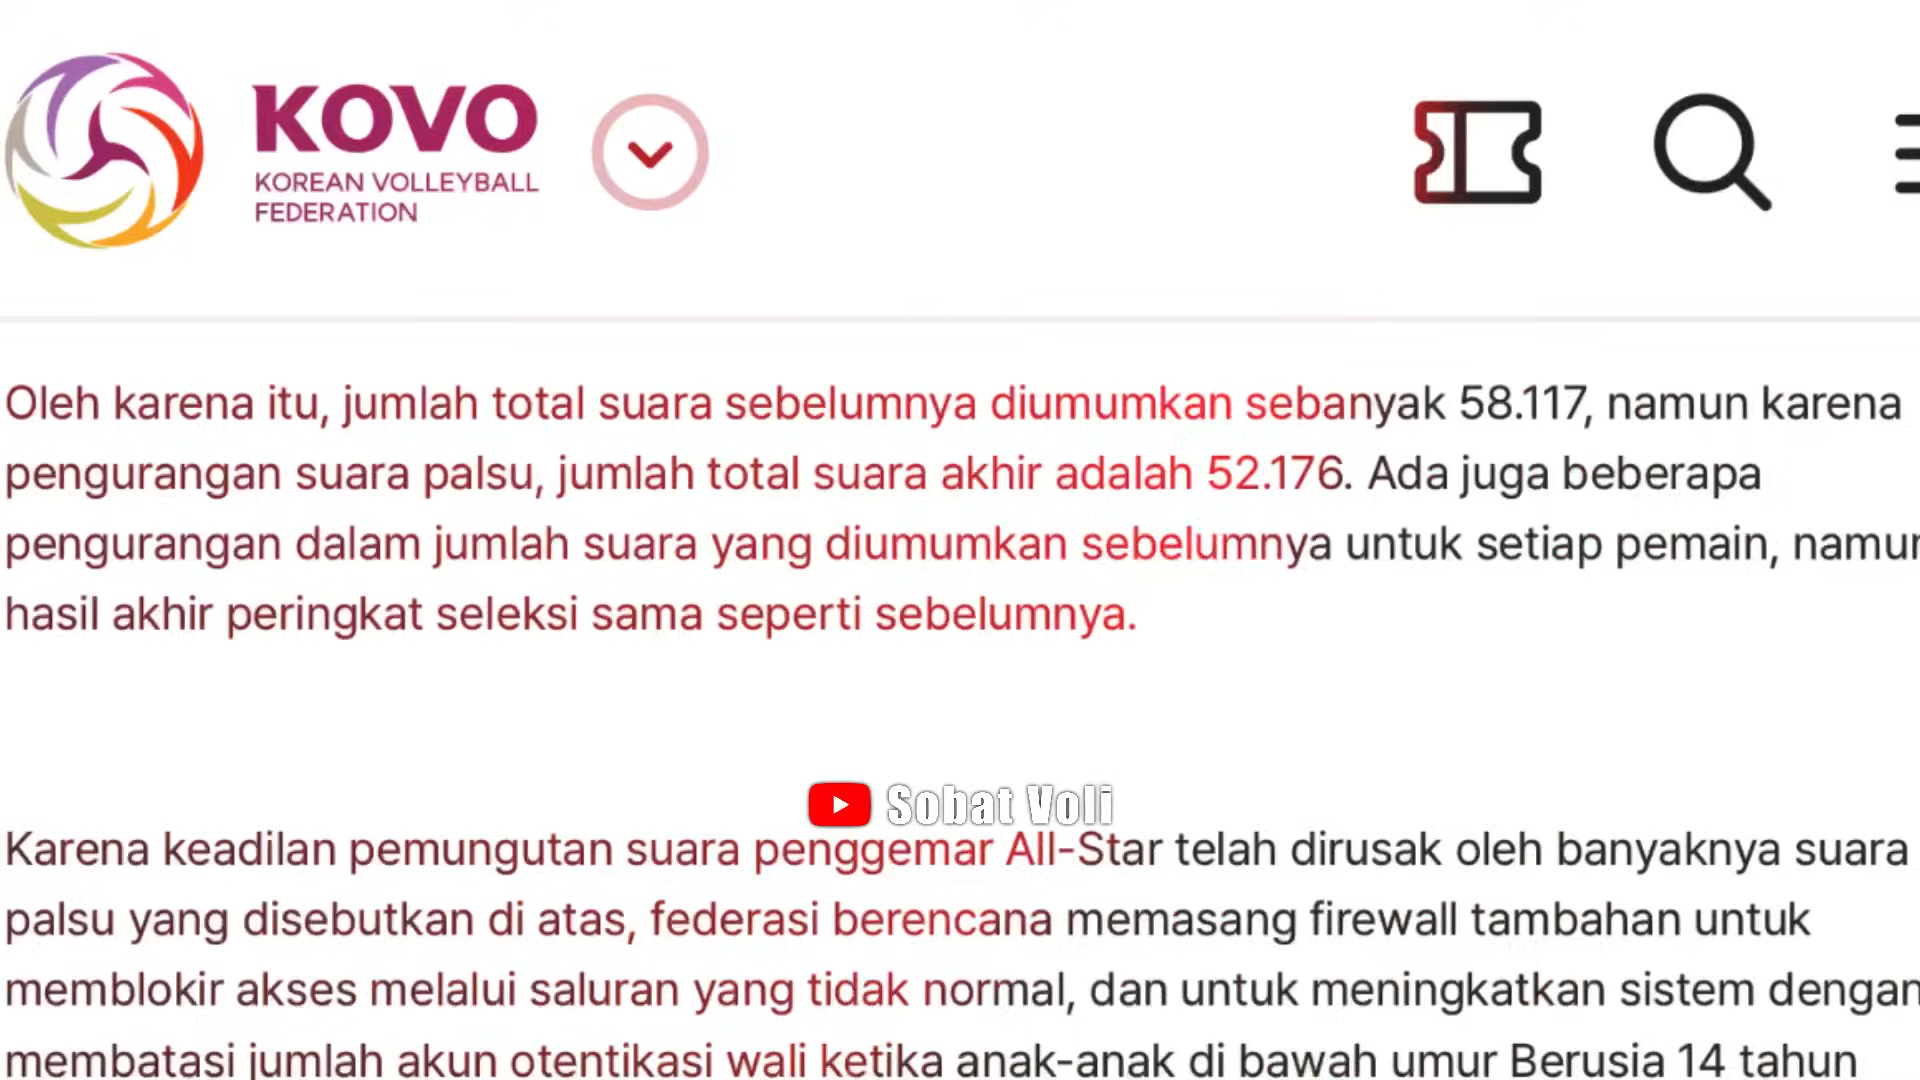 KOVO
KOREAN VOLLEYBALL
FEDERATION
Oleh karena itu, jumlah total suara sebelumnya diumumkan sebanyak 58.117, namun karena
pengurangan suara palsu, jumlah total suara akhir adalah 52.176. Ada juga beberapa
pengurangan dalam jumlah suara yang diumumkan sebelumnya untuk setiap pemain, namun
hasil akhir peringkat seleksi sama seperti sebelumnya.
Sobat Voli
Karena keadilan pemungutan suara penggemar All-Star telah dirusak oleh banyaknya suara
palsu yang disebutkan di atas, federasi berencana memasang firewall tambahan untuk
memblokir akses melalui saluran yang tidak normal, dan untuk meningkatkan sistem dengan
membatasi jumlah akun otentikasi wali ketika anak-anak di bawah umur Berusia 14 tahun